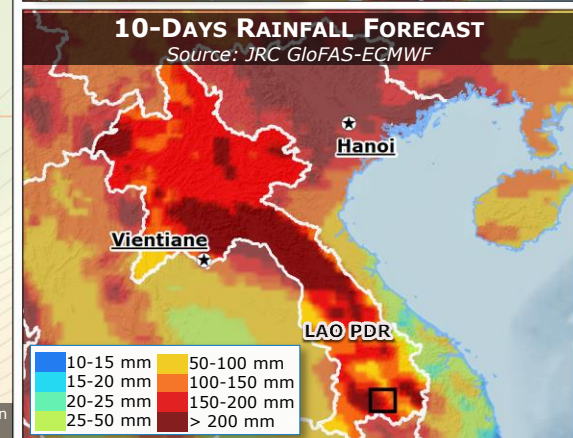 10-DAYS RAINFALL FORECAST
Source: JRC GloFAS-ECMWF
Hanoi
Vientiane
LAO PDR
10-15 mm
15-20 mm
20-25 mm
25-50 mm
50-100 mm
100-150 mm
150-200 mm
> 200 mm